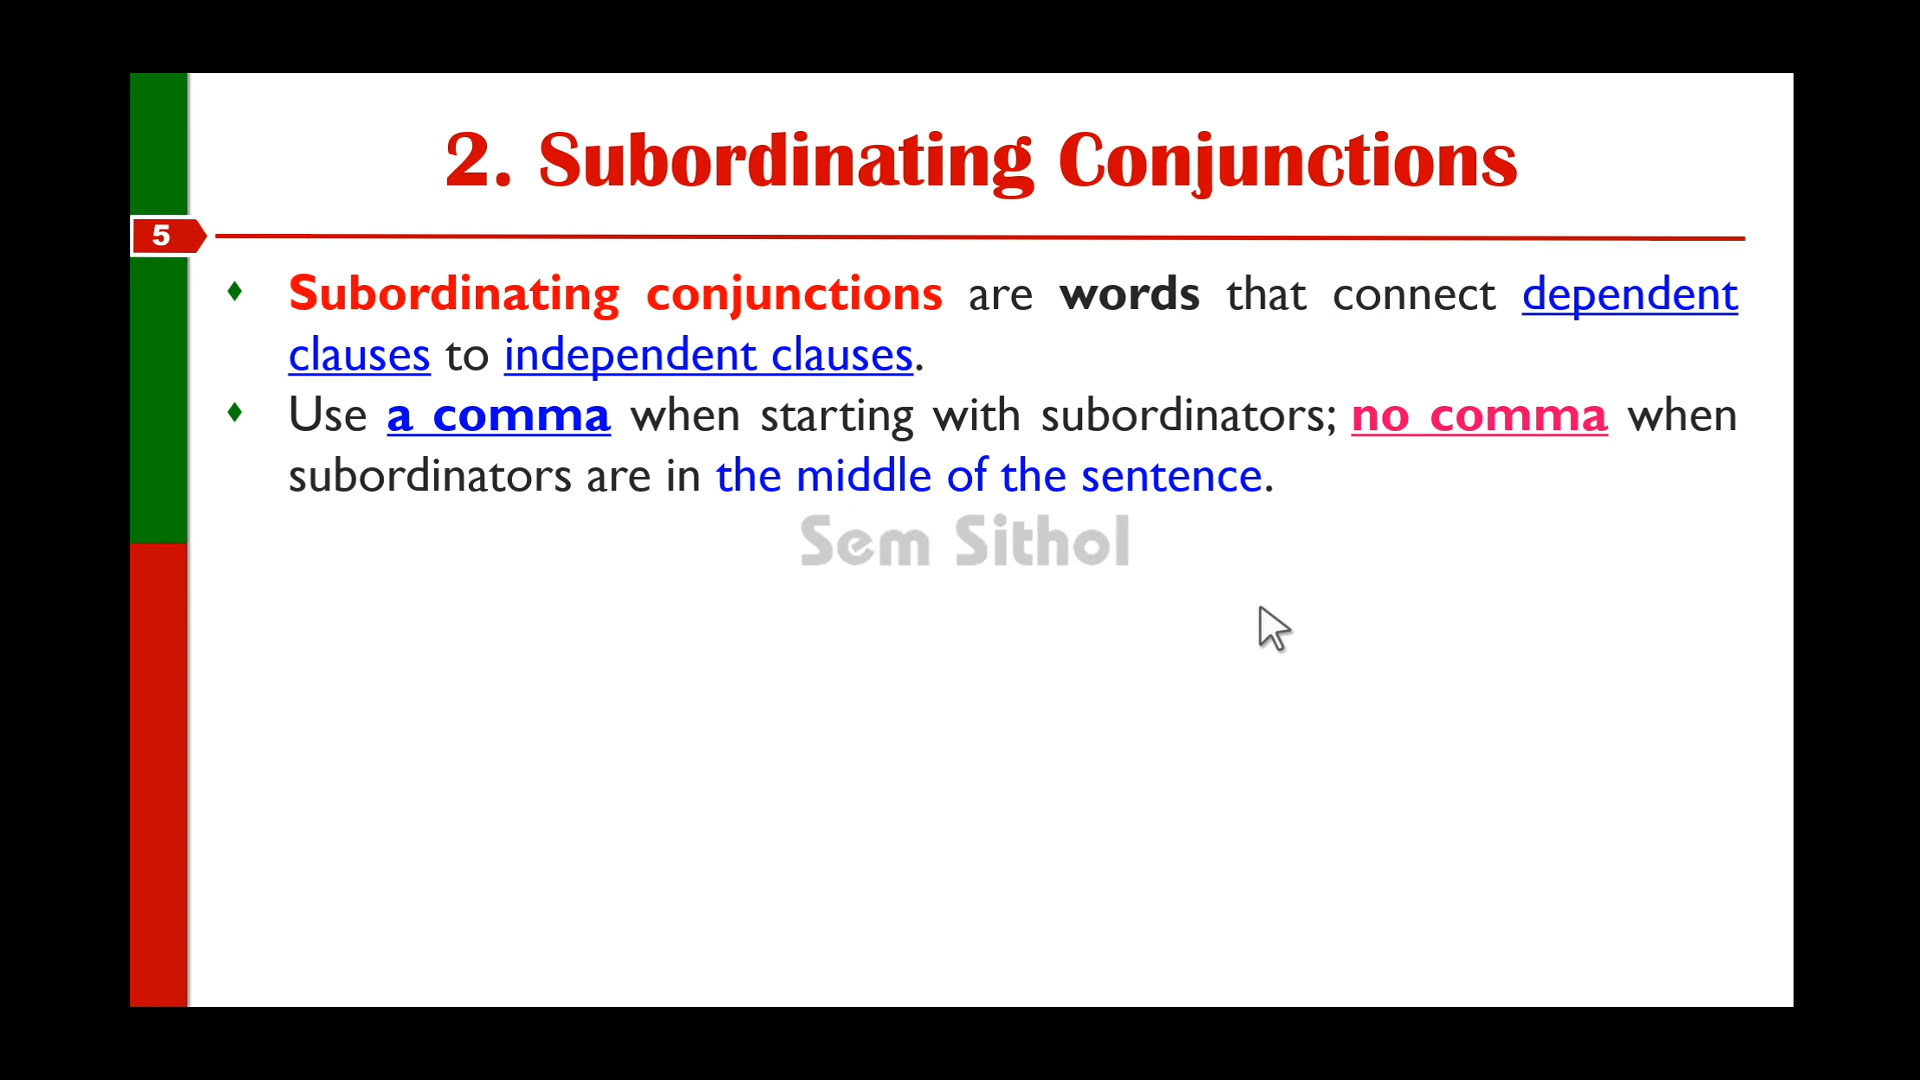 2. Subordinating Conjunctions
5
Subordinating conjunctions are words that connect dependent
clauses to independent clauses.
Use a comma when starting with subordinators; no comma when
subordinators are in the middle of the sentence.
Sem Sithol